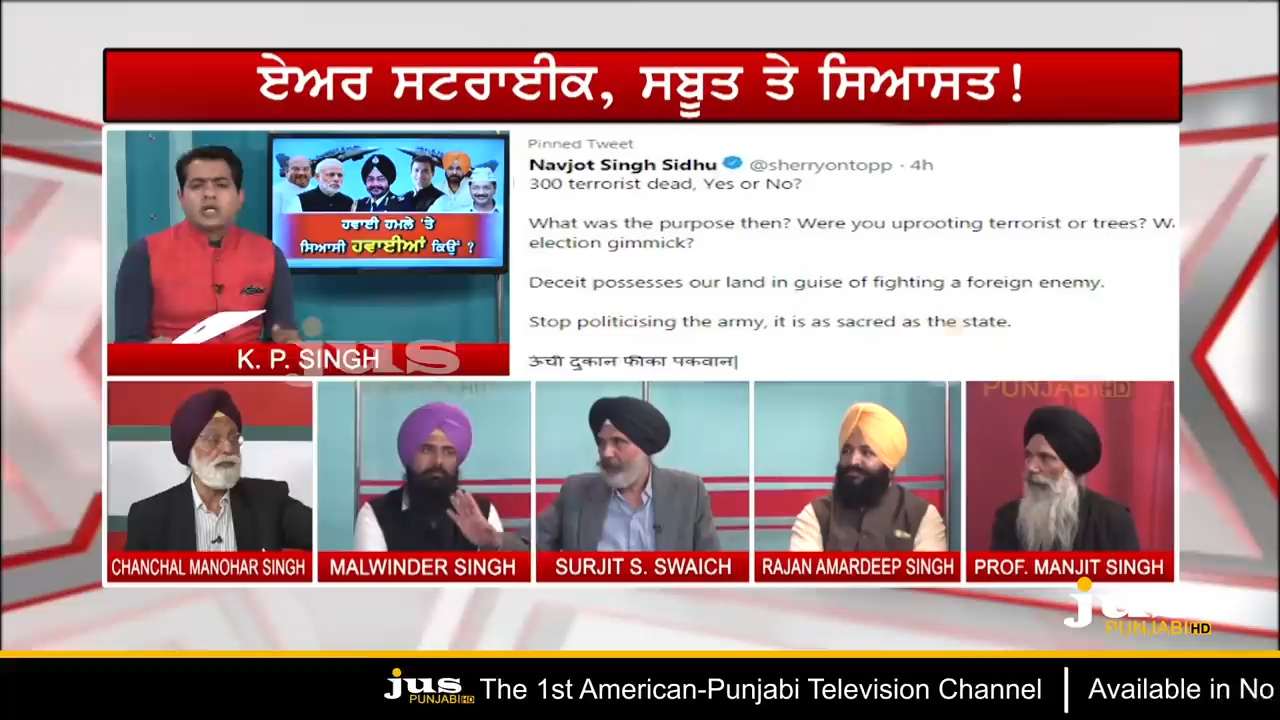 ਏਅਰ ਸਟਰਾਈਕ, ਸਬੂਤ ਤੇ ਸਿਆਸਤ!
ਹਵਾਈ ਹਮਲੇ 'ਤੇ
ਸਿਆਸੀ ਹਵਾਈਆਂ ਕਿਉਂ ?
K. P. SINGH
jus
Pinned Tweet
Navjot Singh Sidhu @sherryontopp · 4h
300 terrorist dead, Yes or No?
What was the purpose then? Were you uprooting terrorist or trees?
election gimmick?
Deceit possesses our land in guise of fighting a foreign enemy.
Stop politicising the army, it is as sacred as the state.
ऊंची दुकान फीका पकवान|
PUNJABI HD
CHANCHAL MANOHAR SINGH
MALWINDER SINGH
SURJIT S. SWAICH
RAJAN AMARDEEP SINGH
PROF. MANJIT SINGH
jus
PUNJABI HD
jus PUNJABI HD The 1st American-Punjabi Television Channel | Available in No